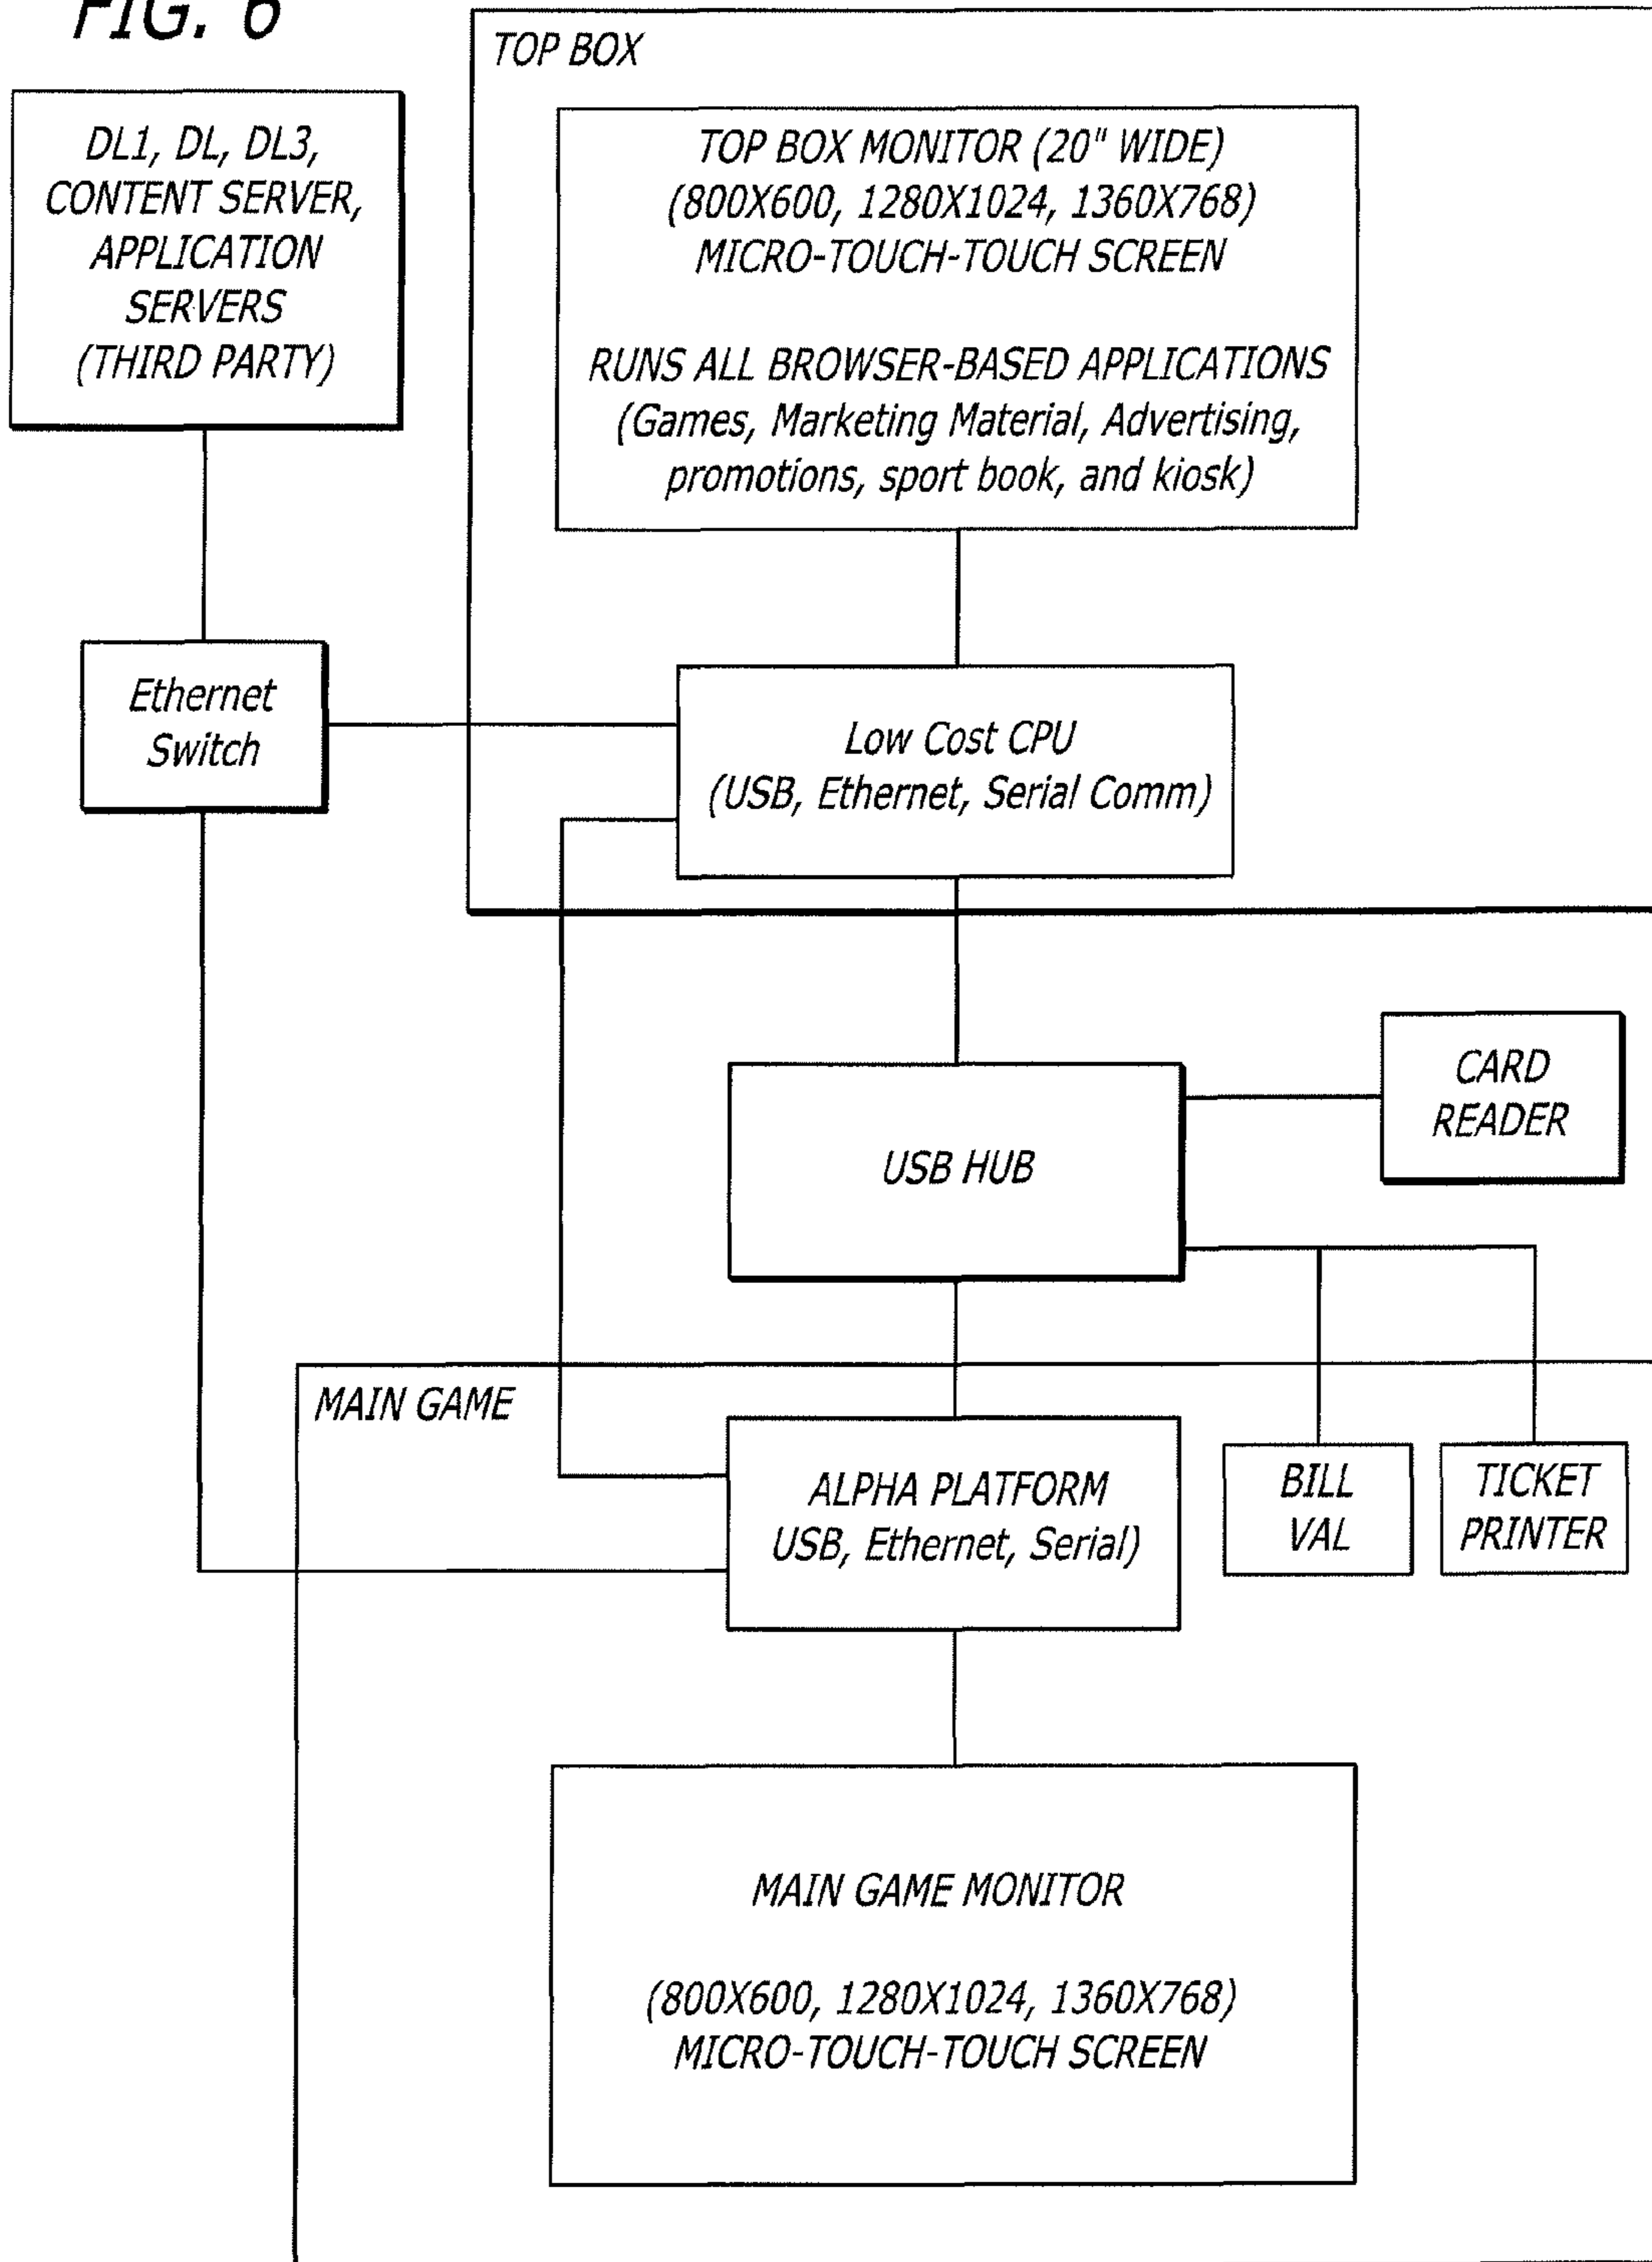 FIG. 6
TOP BOX
DL1, DL, DL3,
CONTENT SERVER,
APPLICATION
SERVERS
(THIRD PARTY)
TOP BOX MONITOR (20" WIDE)
(800X600, 1280X1024, 1360X768)
MICRO-TOUCH-TOUCH SCREEN
RUNS ALL BROWSER-BASED APPLICATIONS
(Games, Marketing Material, Advertising,
promotions, sport book, and kiosk)
Ethernet
Switch
Low Cost CPU
(USB, Ethernet, Serial Comm)
CARD
READER
USB HUB
MAIN GAME
ALPHA PLATFORM
USB, Ethernet, Serial)
BILL
VAL
TICKET
PRINTER
MAIN GAME MONITOR
(800X600, 1280X1024, 1360X768)
MICRO-TOUCH-TOUCH SCREEN